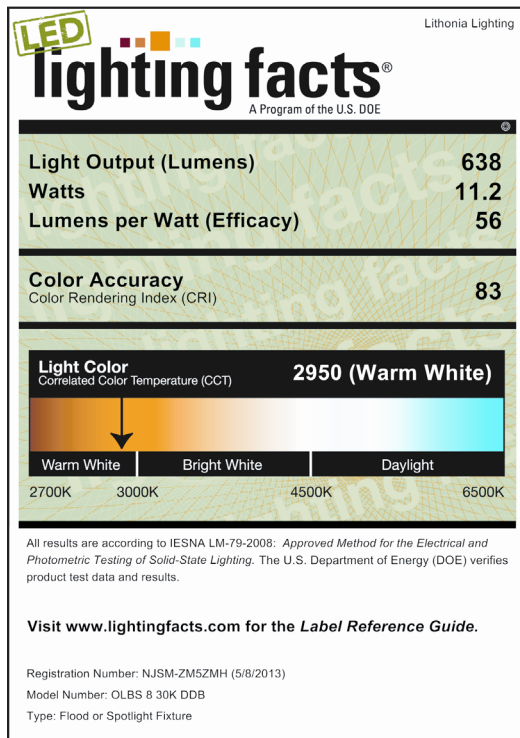 Lithonia Lighting
LED
lighting facts®
A Program of the U.S. DOE
Light Output (Lumens) 638
Watts 11.2
Lumens per Watt (Efficacy) 56
Color Accuracy
Color Rendering Index (CRI) 83
Light Color
Correlated Color Temperature (CCT) 2950 (Warm White)
Warm White Bright White Daylight
2700K 3000K 4500K 6500K
All results are according to IESNA LM-79-2008: Approved Method for the Electrical and
Photometric Testing of Solid-State Lighting. The U.S. Department of Energy (DOE) verifies
product test data and results.
Visit www.lightingfacts.com for the Label Reference Guide.
Registration Number: NJSM-ZM5ZMH (5/8/2013)
Model Number: OLBS 8 30K DDB
Type: Flood or Spotlight Fixture